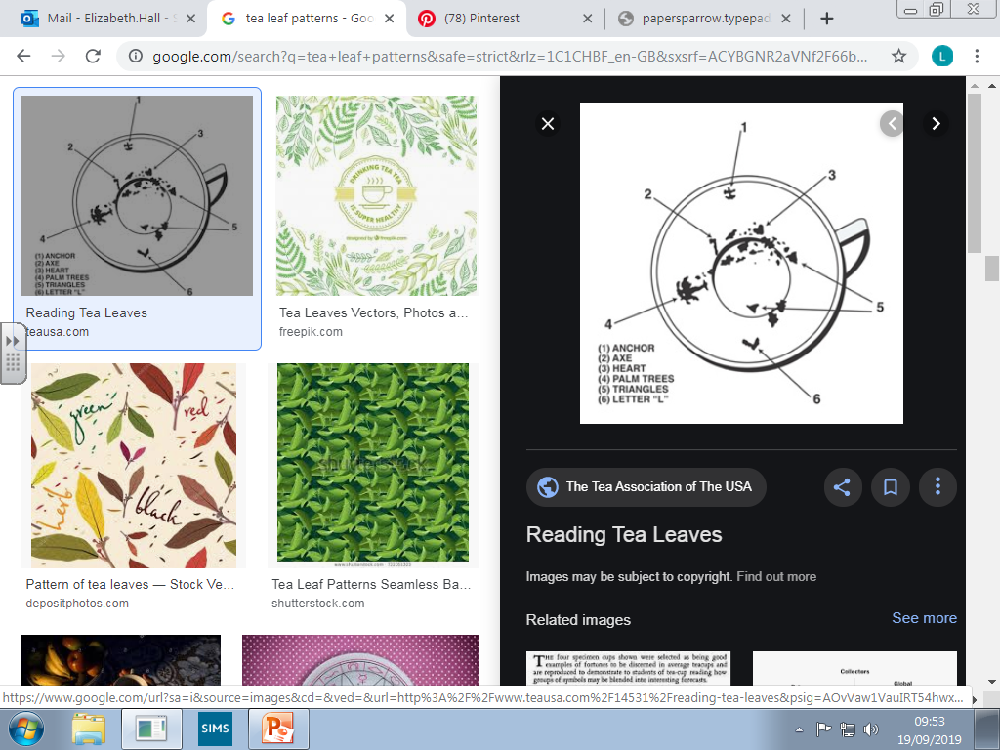 Mail - Elizabeth.Hall - S
tea leaf patterns - Goo
(78) Pinterest
papersparrow.typepad.
google.com/search?q=tea+leaf+patterns&safe=strict&rlz=1C1CHBF_en-GB&sxsrf=ACYBGNR2aVNf2F66b...
L
1
2
3
4
5
6
(1) ANCHOR
(2) AXE
(3) HEART
(4) PALM TREES
(5) TRIANGLES
(6) LETTER "L"
Reading Tea Leaves
teausa.com
DRINKING TEA TEA
IS SUPER HEALTHY
designed by freepik.com
Tea Leaves Vectors, Photos a...
freepik.com
green
red
herb
black
Pattern of tea leaves — Stock Ve...
depositphotos.com
shutterstock
Tea Leaf Patterns Seamless Ba...
shutterstock.com
1
2
3
4
5
6
(1) ANCHOR
(2) AXE
(3) HEART
(4) PALM TREES
(5) TRIANGLES
(6) LETTER "L"
The Tea Association of The USA
Reading Tea Leaves
Images may be subject to copyright. Find out more
Related images
See more
THE four specimen cups shown were selected as being good
examples of fortunes to be discerned in average teacups and
are reproduced to demonstrate to students of tea-cup reading how
groups of symbols may be blended into interesting forecasts.
Collectors
Global
https://www.google.com/url?sa=i&source=images&cd=&ved=&url=http%3A%2F%2Fwww.teausa.com%2F14531%2Freading-tea-leaves&psig=AOvVaw1VauIRT54hwx...
SIMS
09:53
19/09/2019